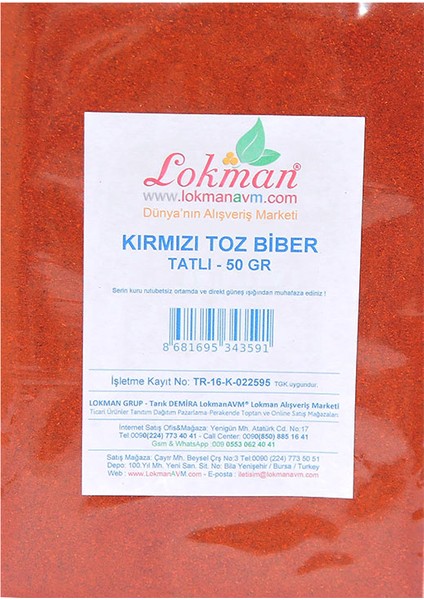 Lokman®
www.lokmanavm.com
Dünya'nın Alışveriş Marketi
KIRMIZI TOZ BİBER
TATLI - 50 GR
Serin kuru rutubetsiz ortamda ve direkt güneş ışığından muhafaza ediniz !
8 681695 343591
İşletme Kayıt No: TR-16-K-022595 TGK.uygundur.
LOKMAN GRUP - Tarık DEMİRA LokmanAVM® Lokman Alışveriş Marketi
Ticari Ürünler Tanıtım Dağıtım Pazarlama-Perakende Toptan ve Online Satış Mağazaları
İnternet Satış Ofis&Mağaza: Yenigün Mh. Atatürk Cd. No:17
Tel:0090(224) 773 40 41 - Call Center: 0090(850) 885 16 41
Gsm & WhatsApp :009 0553 062 40 41
Satış Mağaza: Çayır Mh. Beysel Çrş No:3 Tel:0090 (224) 773 50 51
Depo: 100.Yıl Mh. Yeni San. Sit. No: Bila Yenişehir / Bursa / Turkey
Web : LokmanAVM.com - E-posta : iletisim@lokmanavm.com